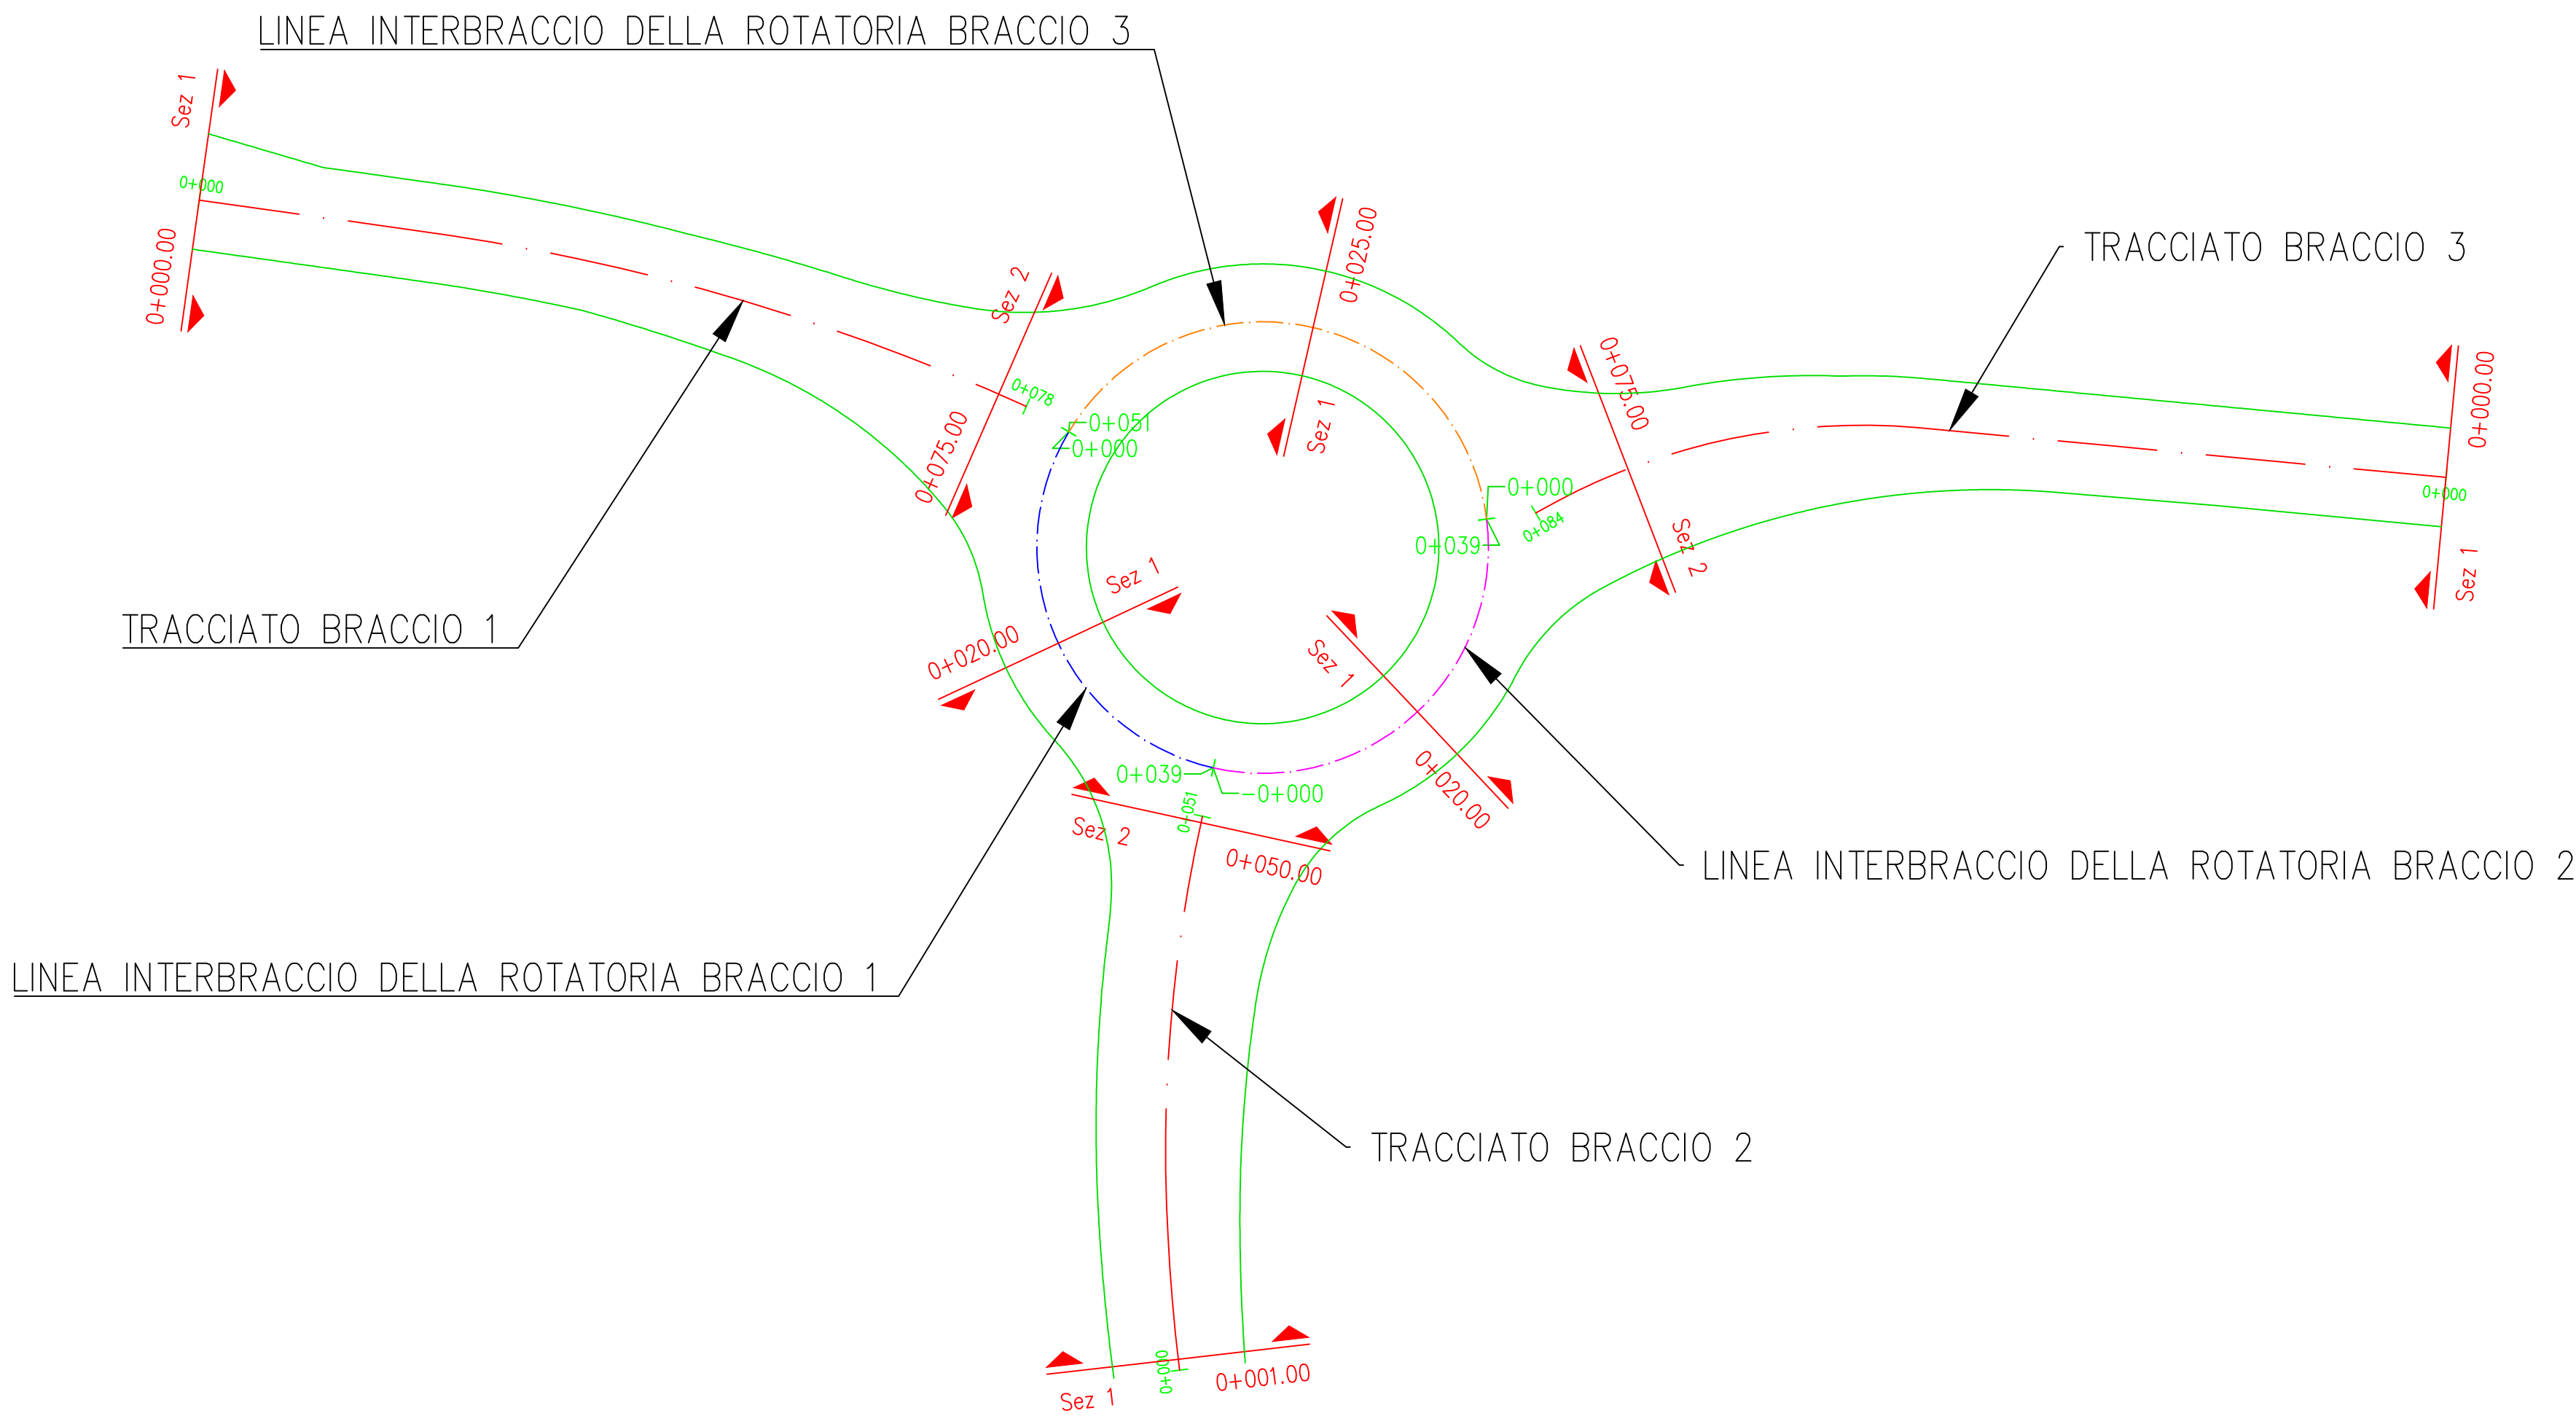 LINEA INTERBRACCIO DELLA ROTATORIA BRACCIO 3
Sez 1
0+000
0+000.00
Sez 2
0+078
0+075.00
0+051
0+000
0+025.00
Sez 1
TRACCIATO BRACCIO 3
0+075.00
0+000.00
0+000
0+000
0+039
0+084
Sez 2
Sez 1
TRACCIATO BRACCIO 1
Sez 1
0+020.00
Sez 1
0+020.00
0+039
-0+000
0+051
Sez 2
0+050.00
LINEA INTERBRACCIO DELLA ROTATORIA BRACCIO 2
LINEA INTERBRACCIO DELLA ROTATORIA BRACCIO 1
TRACCIATO BRACCIO 2
0+000
Sez 1
0+001.00